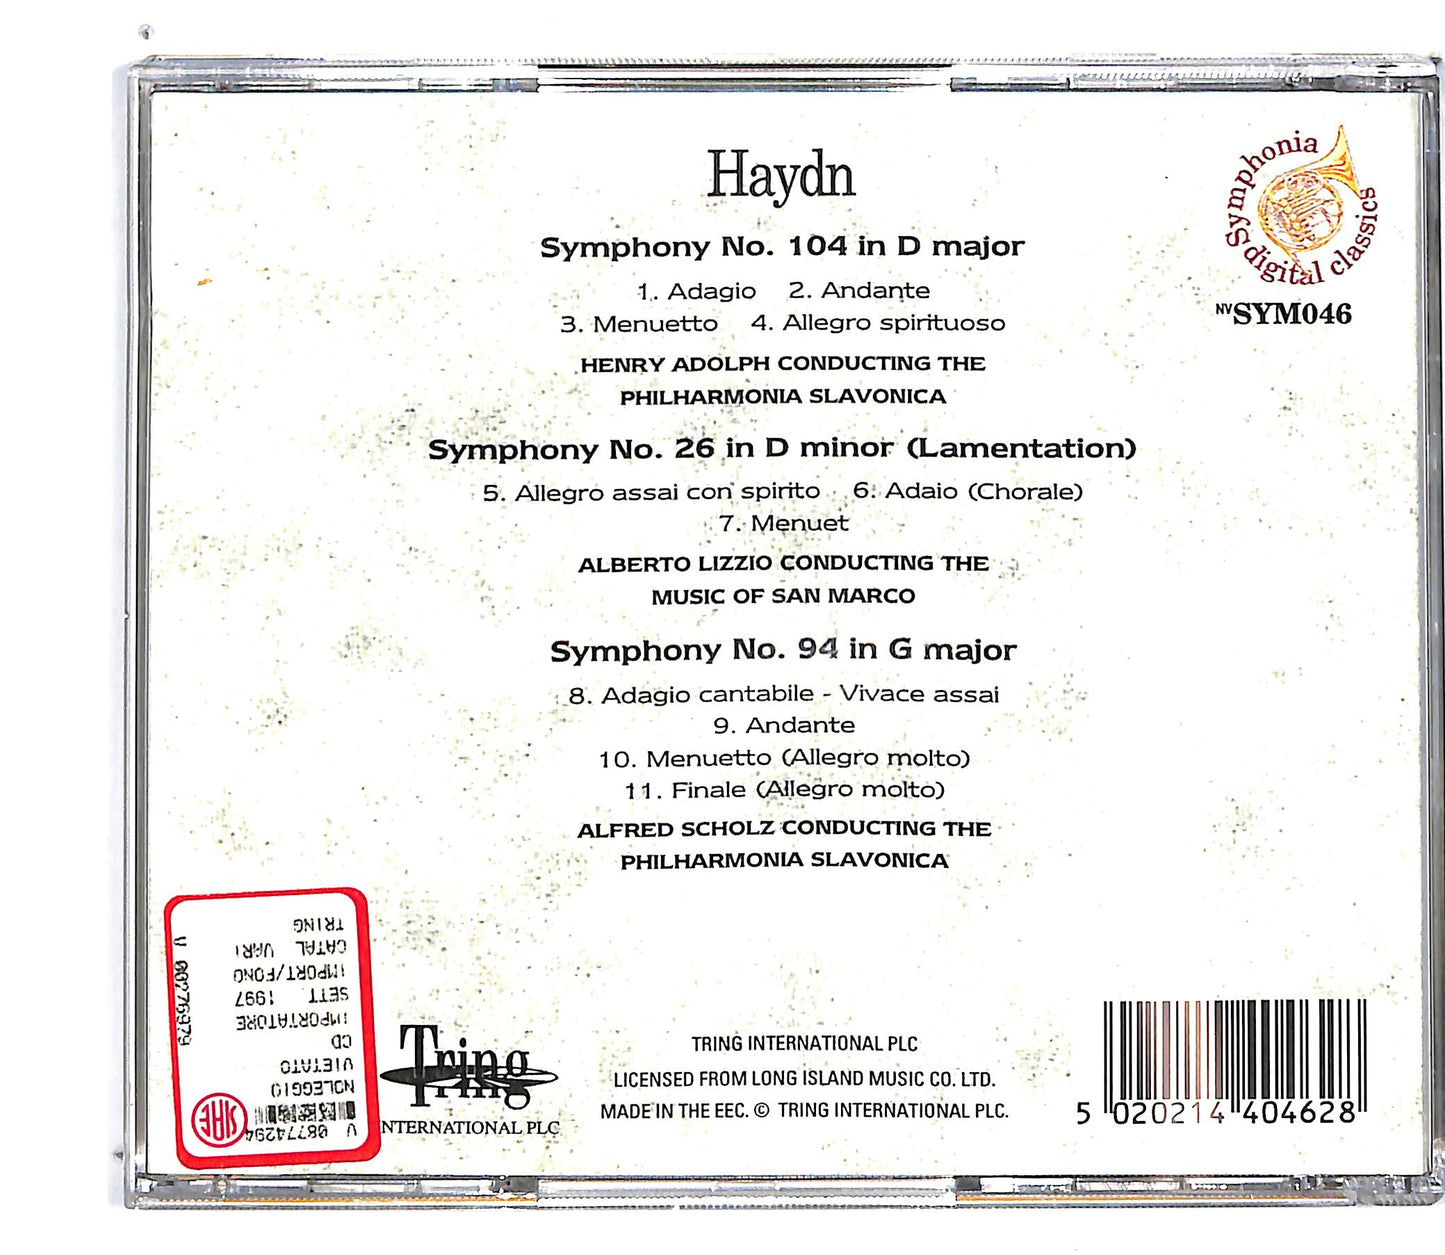 Haydn
Symphonia
digital classics
NVSYM046
Symphony No. 104 in D major
1. Adagio 2. Andante
3. Menuetto 4. Allegro spirituoso
HENRY ADOLPH CONDUCTING THE
PHILHARMONIA SLAVONICA
Symphony No. 26 in D minor (Lamentation)
5. Allegro assai con spirito 6. Adaio (Chorale)
7. Menuet
ALBERTO LIZZIO CONDUCTING THE
MUSIC OF SAN MARCO
Symphony No. 94 in G major
8. Adagio cantabile - Vivace assai
9. Andante
10. Menuetto (Allegro molto)
11. Finale (Allegro molto)
ALFRED SCHOLZ CONDUCTING THE
PHILHARMONIA SLAVONICA
V 08774294
NOLEGGIO
VIETATO
CD
IMPORTATORE
SETT. 1997
IMPORT/FONO
CATAL VARI
TRING
V 00276979
SIAE
Tring
NTERNATIONAL PLC
TRING INTERNATIONAL PLC
LICENSED FROM LONG ISLAND MUSIC CO. LTD.
MADE IN THE EEC. © TRING INTERNATIONAL PLC.
5 020214 404628